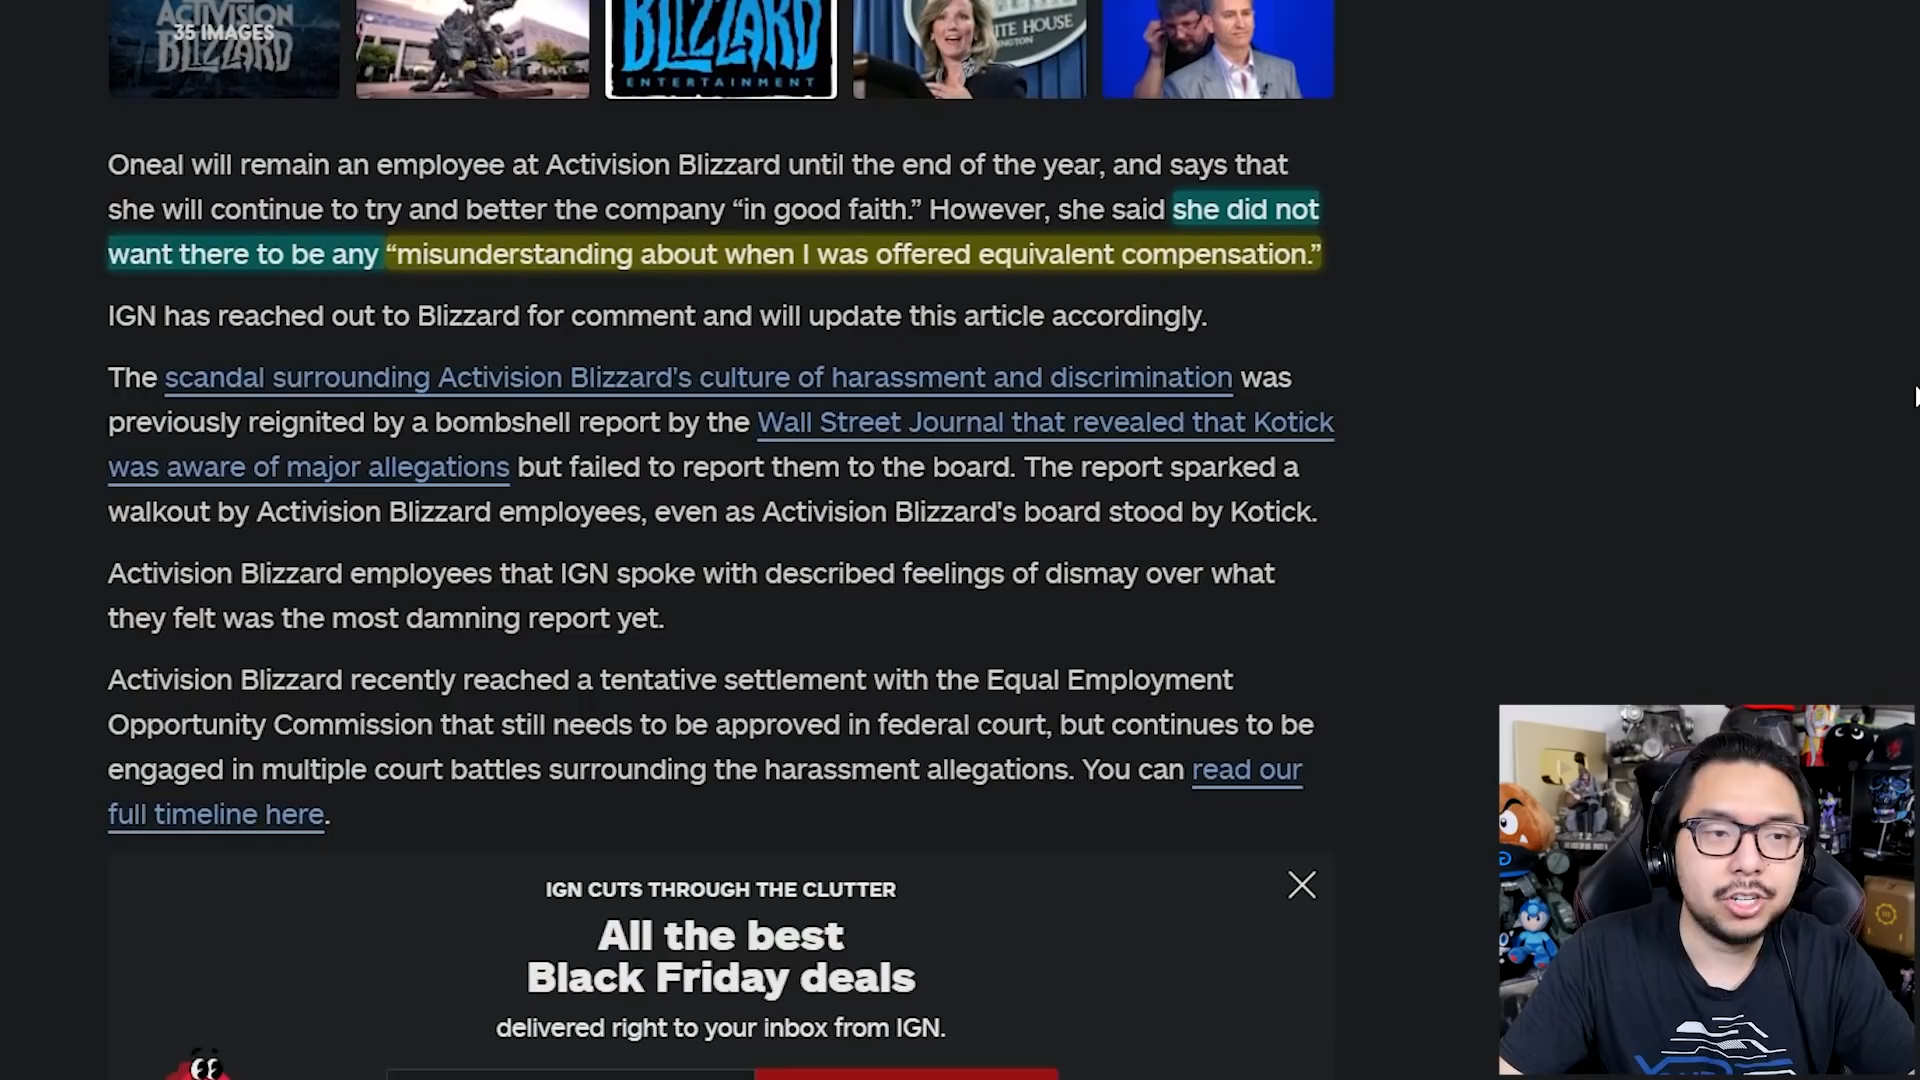 ACTIVISION
35 IMAGES
BLIZZARD
BLIZZARD
ENTERTAINMENT
ITE HOUSE
NGTON
Oneal will remain an employee at Activision Blizzard until the end of the year, and says that
she will continue to try and better the company “in good faith.” However, she said she did not
want there to be any “misunderstanding about when I was offered equivalent compensation.”
IGN has reached out to Blizzard for comment and will update this article accordingly.
The scandal surrounding Activision Blizzard's culture of harassment and discrimination was
previously reignited by a bombshell report by the Wall Street Journal that revealed that Kotick
was aware of major allegations but failed to report them to the board. The report sparked a
walkout by Activision Blizzard employees, even as Activision Blizzard's board stood by Kotick.
Activision Blizzard employees that IGN spoke with described feelings of dismay over what
they felt was the most damning report yet.
Activision Blizzard recently reached a tentative settlement with the Equal Employment
Opportunity Commission that still needs to be approved in federal court, but continues to be
engaged in multiple court battles surrounding the harassment allegations. You can read our
full timeline here.
IGN CUTS THROUGH THE CLUTTER
All the best
Black Friday deals
delivered right to your inbox from IGN.